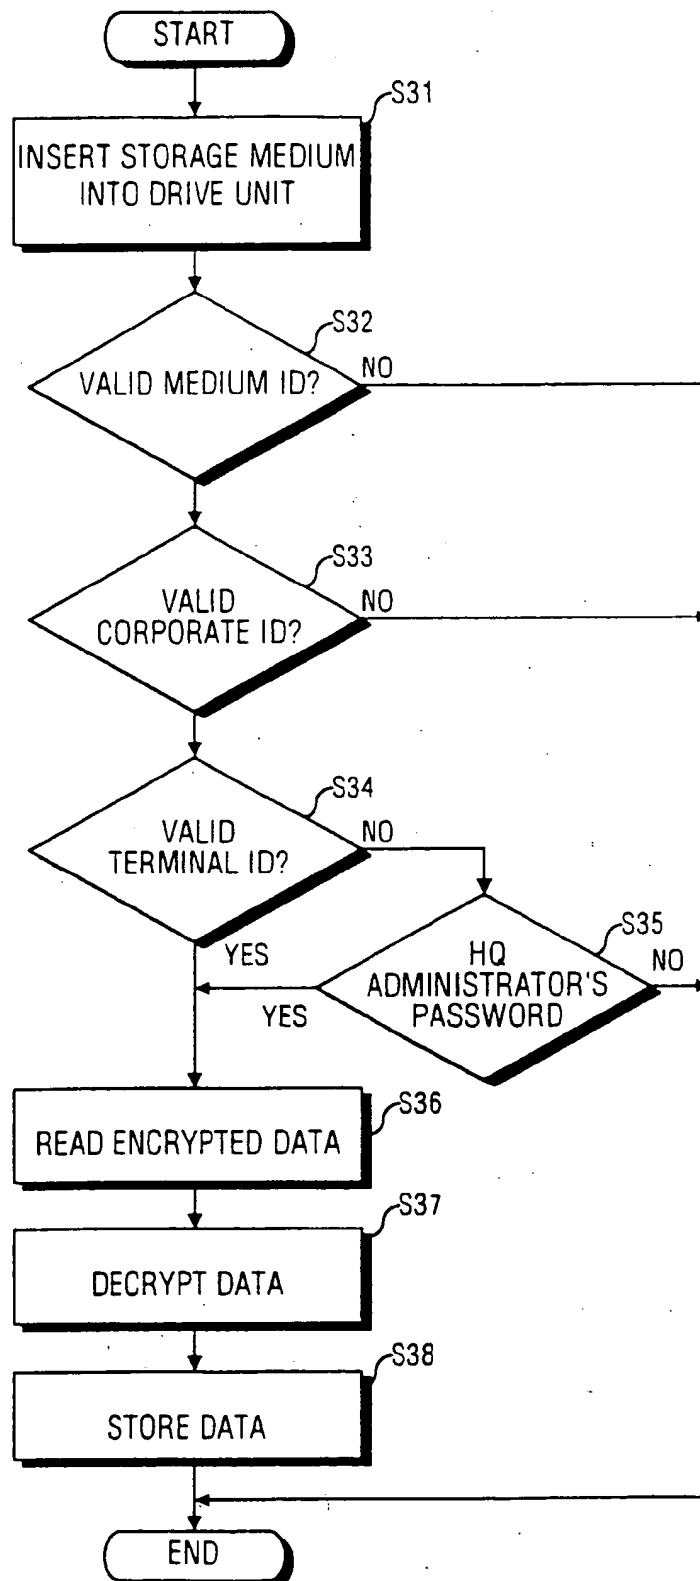 START
S31
INSERT STORAGE MEDIUM
INTO DRIVE UNIT
S32
VALID MEDIUM ID?
NO
S33
VALID
CORPORATE ID?
NO
S34
VALID
TERMINAL ID?
NO
YES
S35
HQ
ADMINISTRATOR'S
PASSWORD
NO
YES
S36
READ ENCRYPTED DATA
S37
DECRYPT DATA
S38
STORE DATA
END